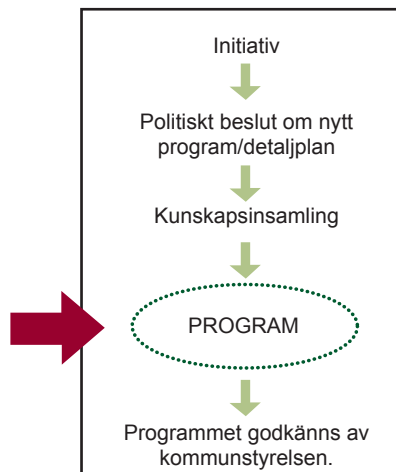 Initiativ
Politiskt beslut om nytt
program/detaljplan
Kunskapsinsamling
PROGRAM
Programmet godkänns av
kommunstyrelsen.